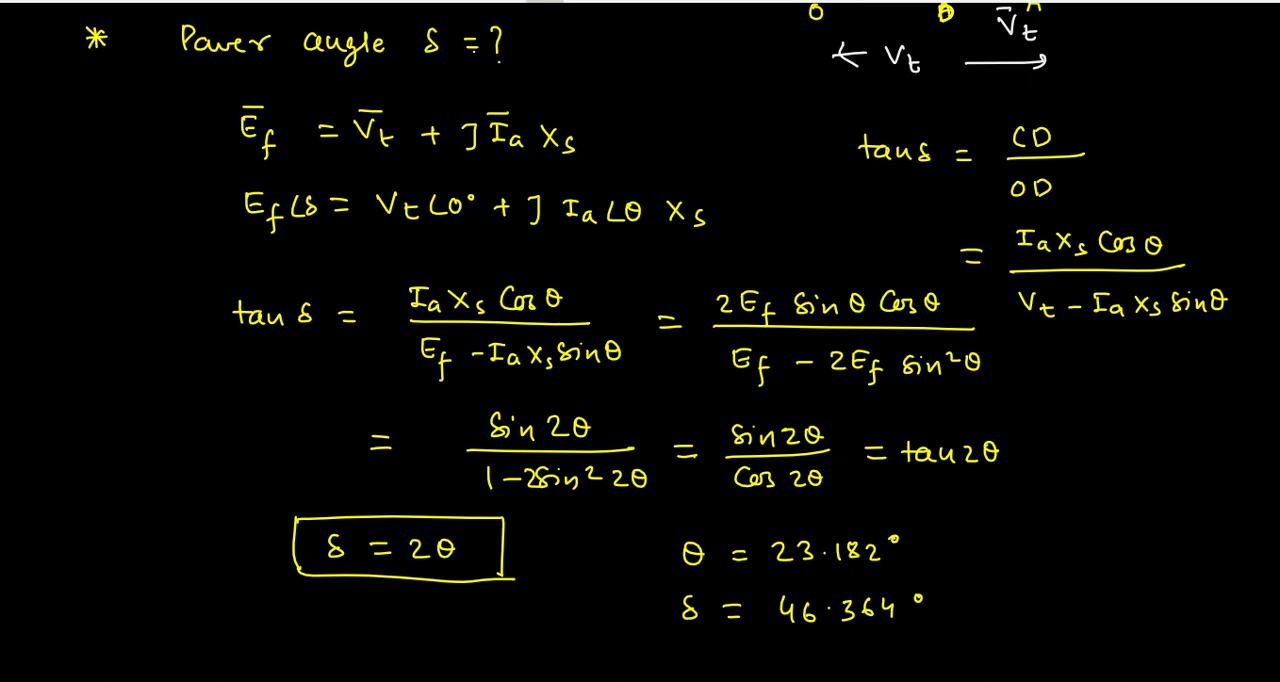 O D A
* Power angle δ = ?
← Vt V̄t →
Ēf = V̄t + J Īa Xs
tanδ = CD / OD
Ef∠δ = Vt∠0° + J Ia∠θ Xs
= IaXs Cosθ / Vt - IaXs sinθ
tan δ = IaXs Cosθ / Ef - IaXs sinθ = 2Ef sinθ Cosθ / Ef - 2Ef sin²θ
= sin 2θ / 1 - 2sin² 2θ = sin2θ / Cos 2θ = tan2θ
δ = 2θ
θ = 23.182°
δ = 46.364°